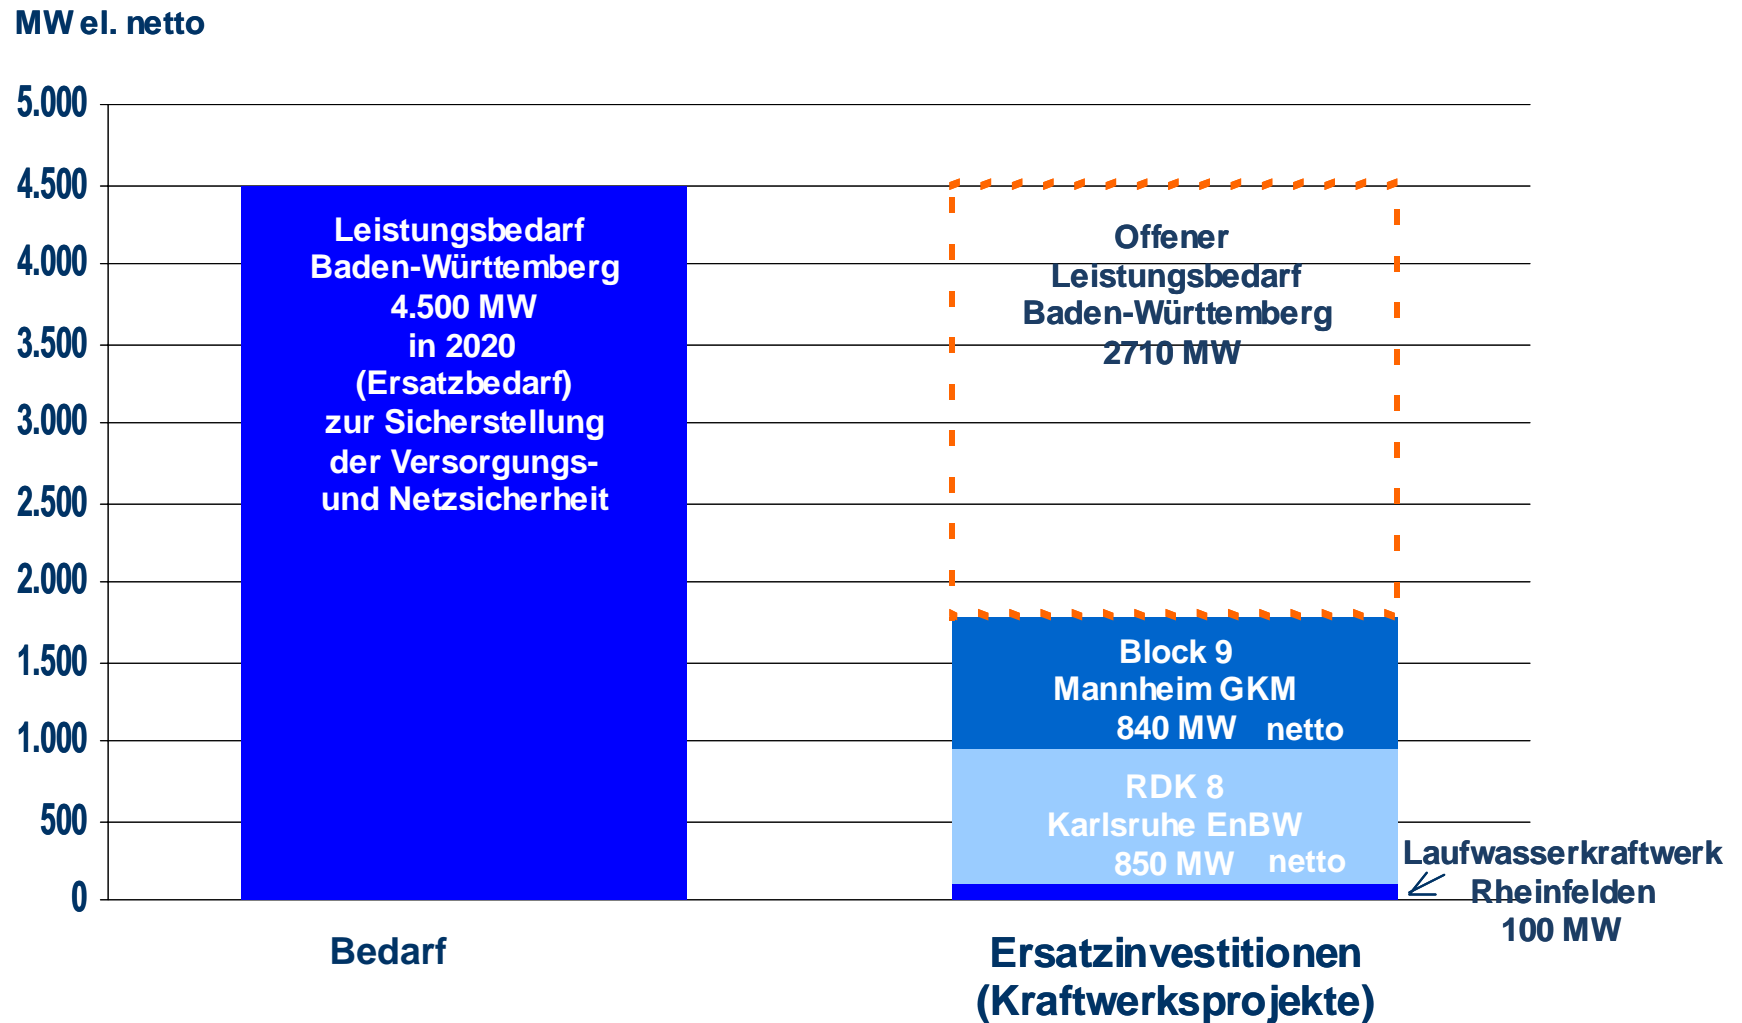 MW el. netto
5.000
4.500
4.000
3.500
3.000
2.500
2.000
1.500
1.000
500
0
Leistungsbedarf
Baden-Württemberg
4.500 MW
in 2020
(Ersatzbedarf)
zur Sicherstellung
der Versorgungs-
und Netzsicherheit
Offener
Leistungsbedarf
Baden-Württemberg
2710 MW
Block 9
Mannheim GKM
840 MW netto
RDK 8
Karlsruhe EnBW
850 MW netto
Laufwasserkraftwerk
Rheinfelden
100 MW
Bedarf
Ersatzinvestitionen
(Kraftwerksprojekte)